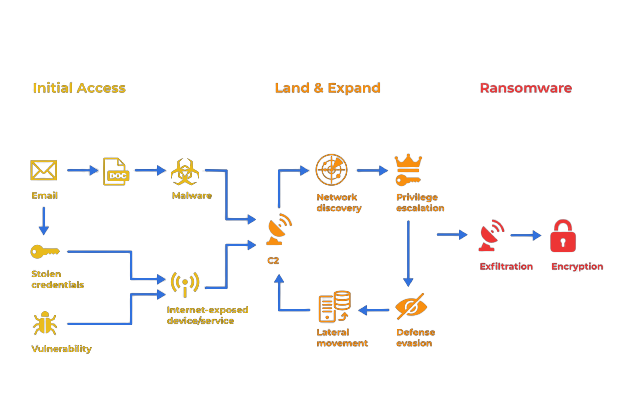 Initial Access
Land & Expand
Ransomware
DOC
Email
Malware
Network
discovery
Privilege
escalation
C2
Exfiltration
Encryption
Stolen
credentials
Internet-exposed
device/service
Lateral
movement
Defense
evasion
Vulnerability